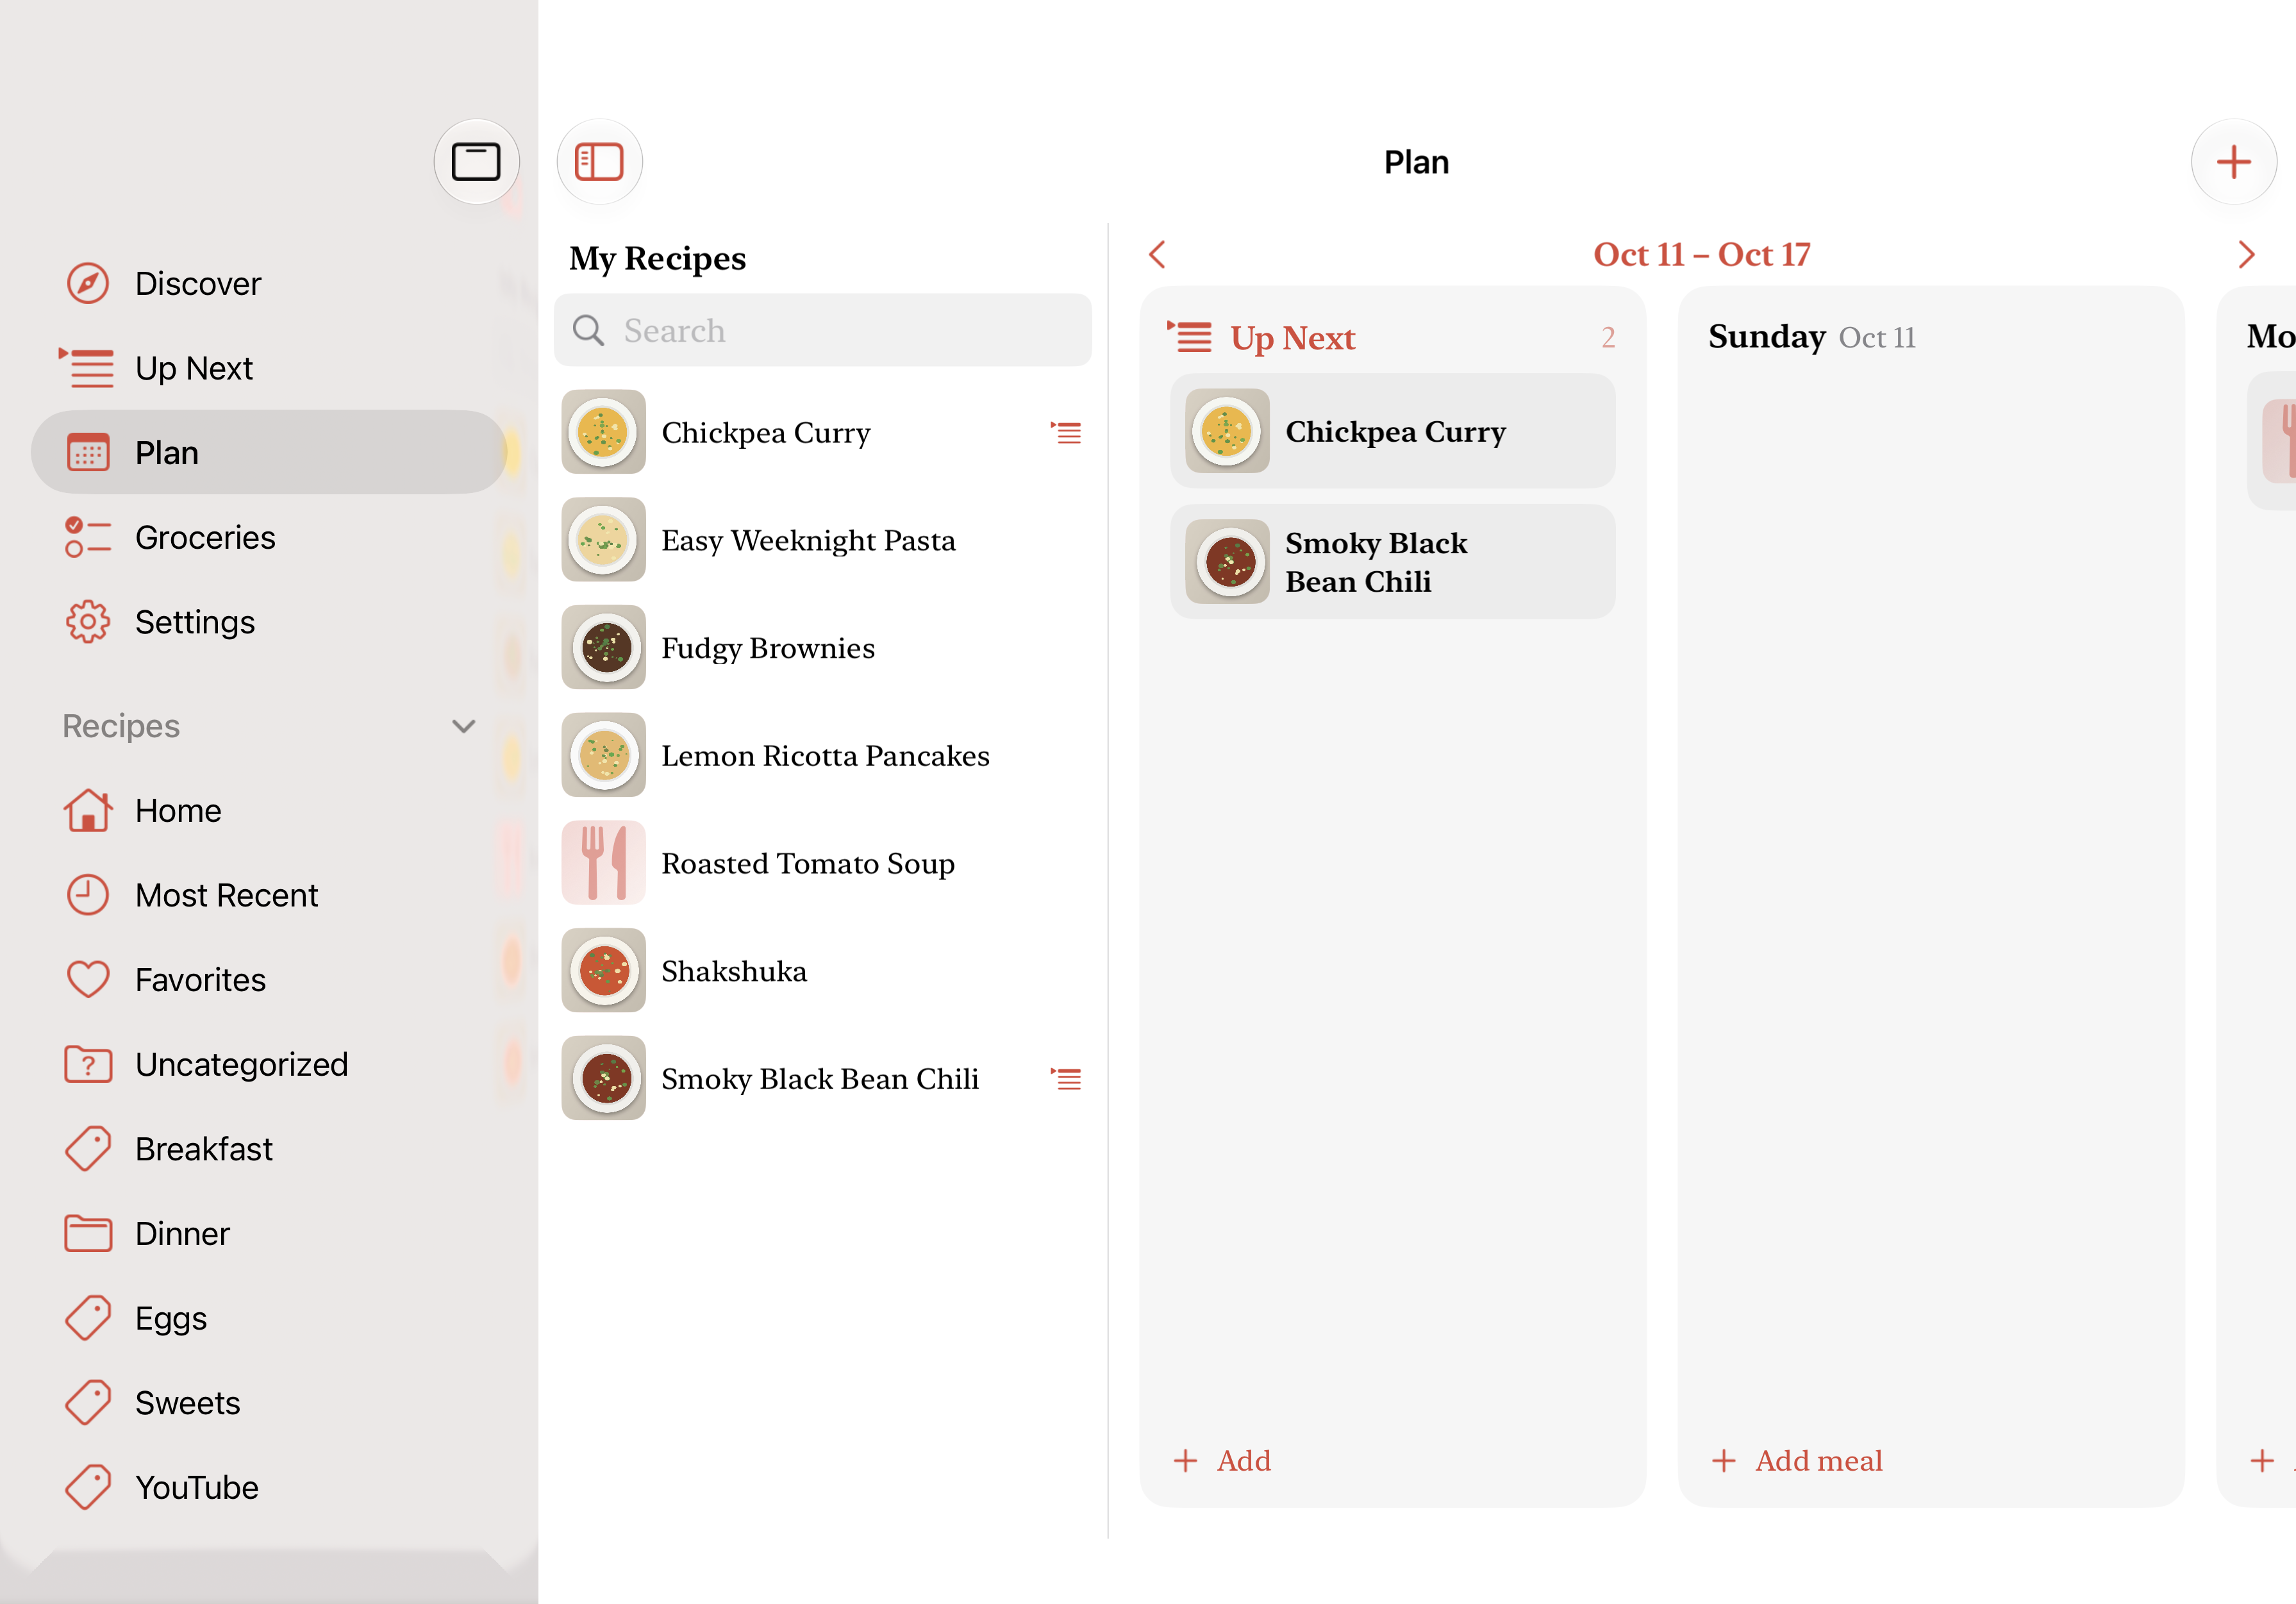 Discover
Up Next
Plan
Groceries
Settings
Recipes
Home
Most Recent
Favorites
Uncategorized
Breakfast
Dinner
Eggs
Sweets
YouTube
Plan
My Recipes
Search
Chickpea Curry
Easy Weeknight Pasta
Fudgy Brownies
Lemon Ricotta Pancakes
Roasted Tomato Soup
Shakshuka
Smoky Black Bean Chili
Oct 11 – Oct 17
Up Next 2
Chickpea Curry
Smoky Black
Bean Chili
+ Add
Sunday Oct 11
+ Add meal
Mo
+